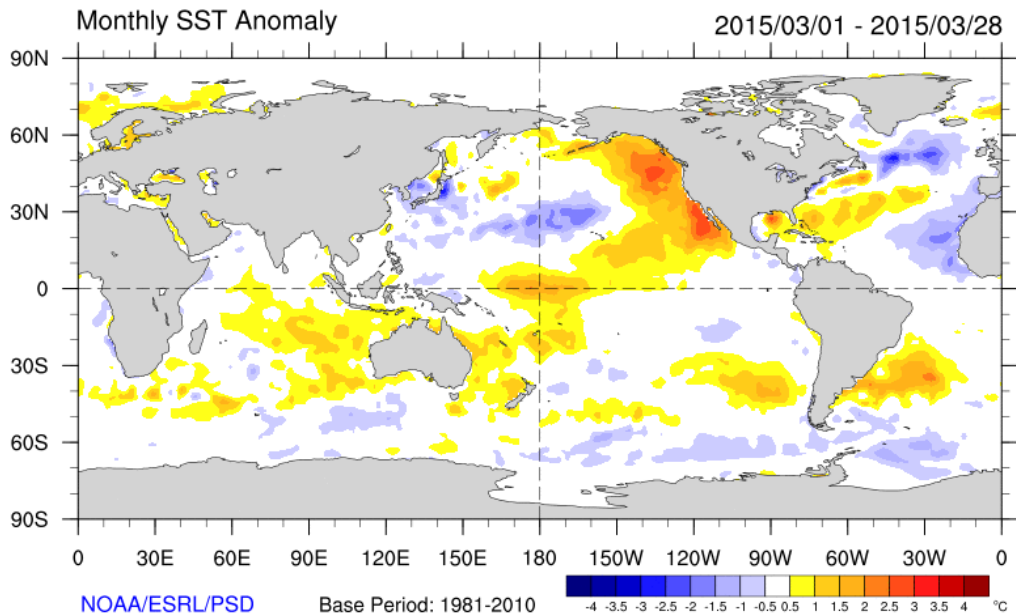 Monthly SST Anomaly 2015/03/01 - 2015/03/28
90N
60N
30N
0
30S
60S
90S
0 30E 60E 90E 120E 150E 180 150W 120W 90W 60W 30W 0
-4 -3.5 -3 -2.5 -2 -1.5 -1 -0.5 0.5 1 1.5 2 2.5 3 3.5 4 °C
NOAA/ESRL/PSD Base Period: 1981-2010